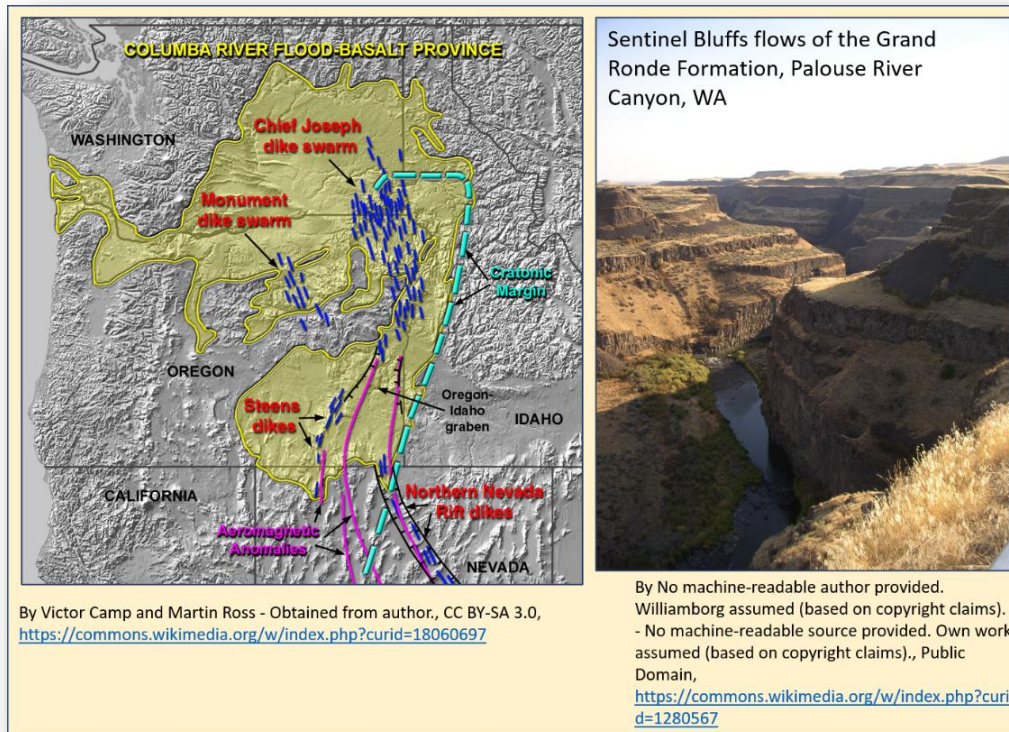 COLUMBA RIVER FLOOD-BASALT PROVINCE
WASHINGTON
Chief Joseph
dike swarm
Monument
dike swarm
Cratonic
Margin
OREGON
Oregon-
Idaho
graben
IDAHO
Steens
dikes
CALIFORNIA
Northern Nevada
Rift dikes
Aeromagnetic
Anomalies
NEVADA
By Victor Camp and Martin Ross - Obtained from author., CC BY-SA 3.0,
https://commons.wikimedia.org/w/index.php?curid=18060697
Sentinel Bluffs flows of the Grand
Ronde Formation, Palouse River
Canyon, WA
By No machine-readable author provided.
Williamborg assumed (based on copyright claims).
- No machine-readable source provided. Own work
assumed (based on copyright claims)., Public
Domain,
https://commons.wikimedia.org/w/index.php?curi
d=1280567